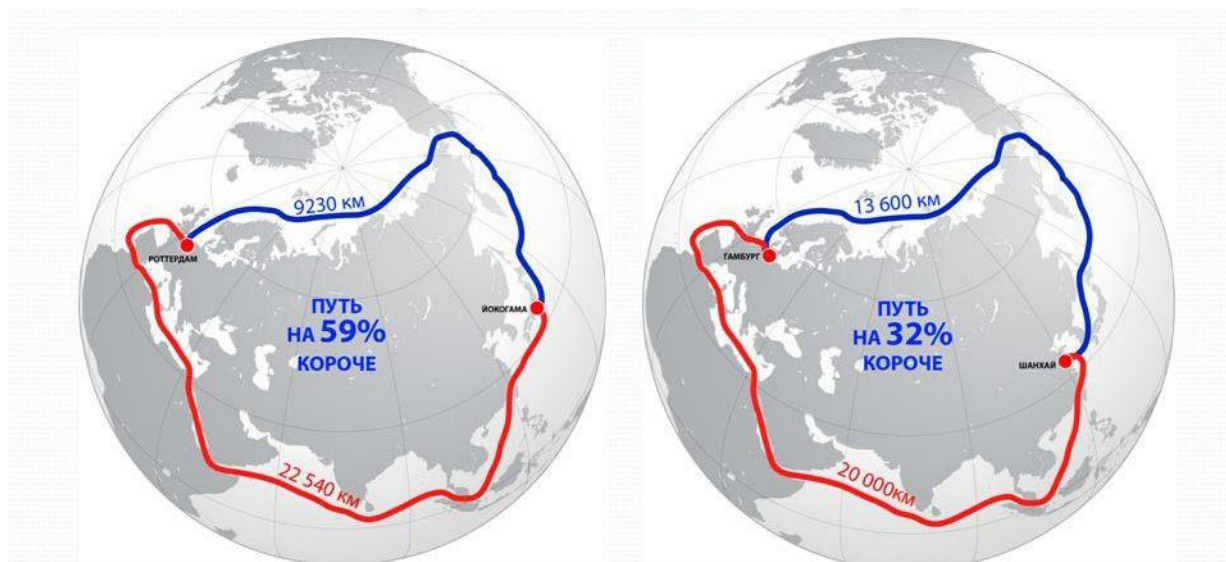 9230 км
РОТТЕРДАМ
ЙОКОГАМА
ПУТЬ
НА 59%
КОРОЧЕ
22 540 км
13 600 км
ГАМБУРГ
ПУТЬ
НА 32%
КОРОЧЕ
ШАНХАЙ
20 000км